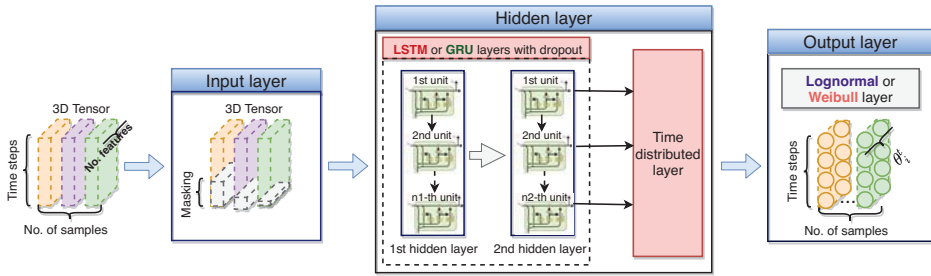 Hidden layer
LSTM or GRU layers with dropout
Output layer
Input layer
Lognormal or
Weibull layer
3D Tensor
No. features
Time steps
No. of samples
3D Tensor
Masking
1st unit
2nd unit
n1-th unit
1st hidden layer
1st unit
2nd unit
n2-th unit
2nd hidden layer
Time
distributed
layer
Time steps
No. of samples